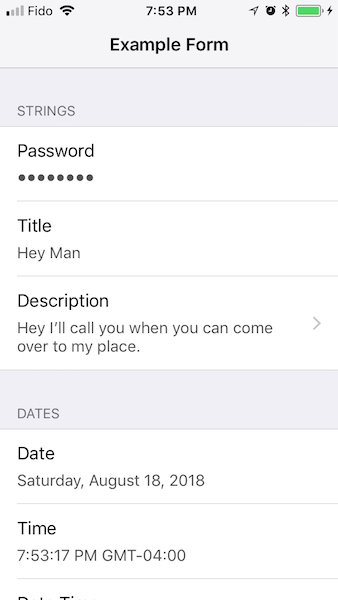 Fido 7:53 PM
Example Form
STRINGS
Password
••••••••
Title
Hey Man
Description
Hey I’ll call you when you can come
over to my place.
DATES
Date
Saturday, August 18, 2018
Time
7:53:17 PM GMT-04:00